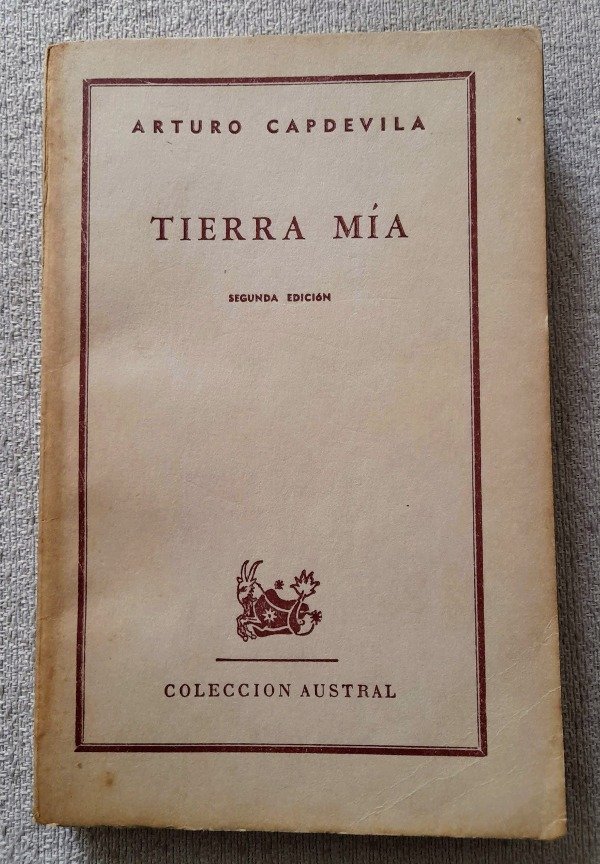 ARTURO CAPDEVILA
TIERRA MÍA
SEGUNDA EDICIÓN
COLECCION AUSTRAL